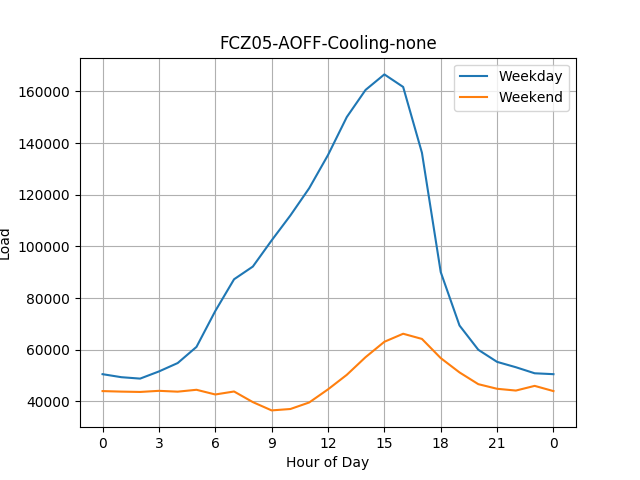 FCZ05-AOFF-Cooling-none
Weekday
Weekend
160000
140000
120000
100000
80000
60000
40000
Load
0 3 6 9 12 15 18 21 0
Hour of Day